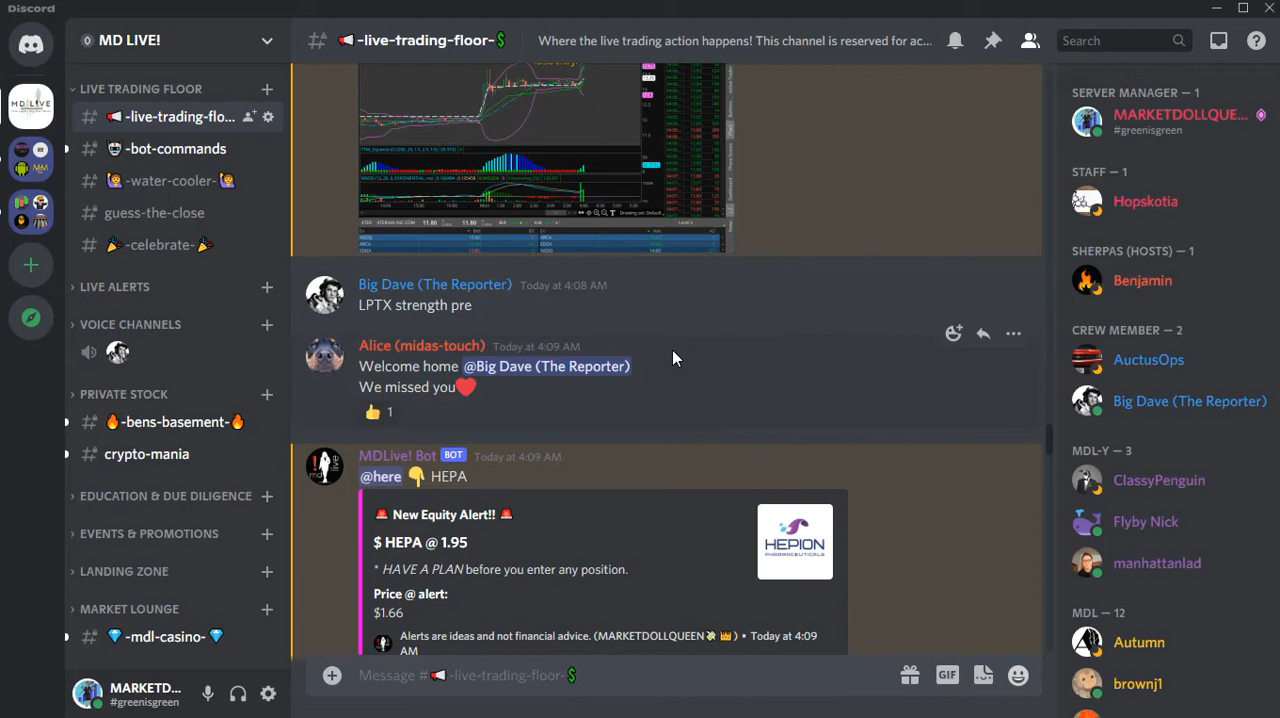 Discord
MD LIVE!
-live-trading-floor-
Where the live trading action happens! This channel is reserved for ac...
Search
LIVE TRADING FLOOR
-live-trading-flo...
-bot-commands
-water-cooler-
guess-the-close
-celebrate-
LIVE ALERTS
VOICE CHANNELS
PRIVATE STOCK
-bens-basement-
crypto-mania
EDUCATION & DUE DILIGENCE
EVENTS & PROMOTIONS
LANDING ZONE
MARKET LOUNGE
-mdl-casino-
MARKETD...
#greenisgreen
Big Dave (The Reporter) Today at 4:08 AM
LPTX strength pre
Alice (midas-touch) Today at 4:09 AM
Welcome home @Big Dave (The Reporter)
We missed you❤
👍 1
MDLive! Bot BOT Today at 4:09 AM
@here 👇 HEPA
🚨 New Equity Alert!! 🚨
$ HEPA @ 1.95
* HAVE A PLAN before you enter any position.
Price @ alert:
$1.66
Alerts are ideas and not financial advice. (MARKETDOLLQUEEN💸👑) • Today at 4:09
AM
HEPION
Message #📢-live-trading-floor-💲
GIF
SERVER MANAGER — 1
MARKETDOLLQUE...
#greenisgreen
STAFF — 1
Hopskotia
SHERPAS (HOSTS) — 1
Benjamin
CREW MEMBER — 2
AuctusOps
Big Dave (The Reporter)
MDL-Y — 3
ClassyPenguin
Flyby Nick
manhattanlad
MDL — 12
Autumn
brownj1